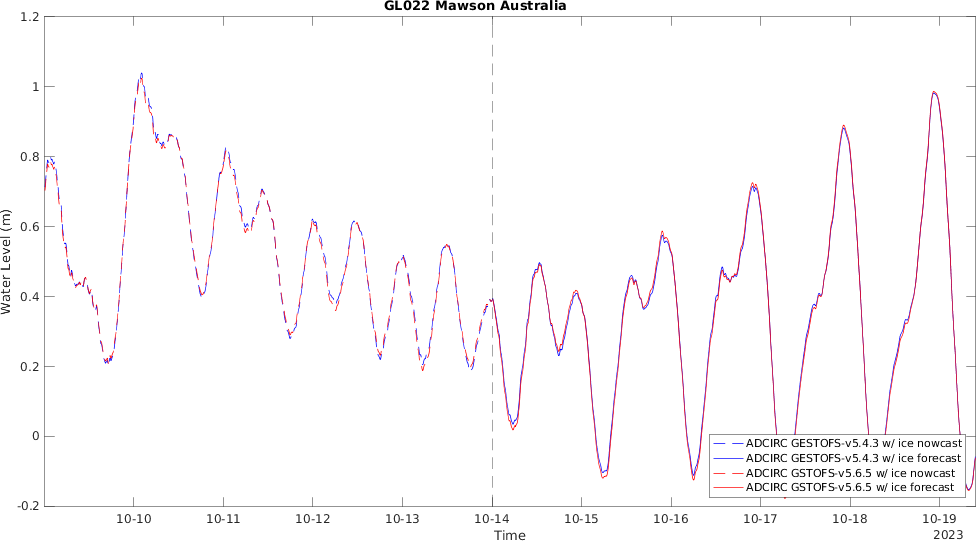 GL022 Mawson Australia
1.2
1
0.8
0.6
0.4
0.2
0
-0.2
Water Level (m)
10-10 10-11 10-12 10-13 10-14 10-15 10-16 10-17 10-18 10-19
2023
Time
ADCIRC GESTOFS-v5.4.3 w/ ice nowcast
ADCIRC GESTOFS-v5.4.3 w/ ice forecast
ADCIRC GSTOFS-v5.6.5 w/ ice nowcast
ADCIRC GSTOFS-v5.6.5 w/ ice forecast